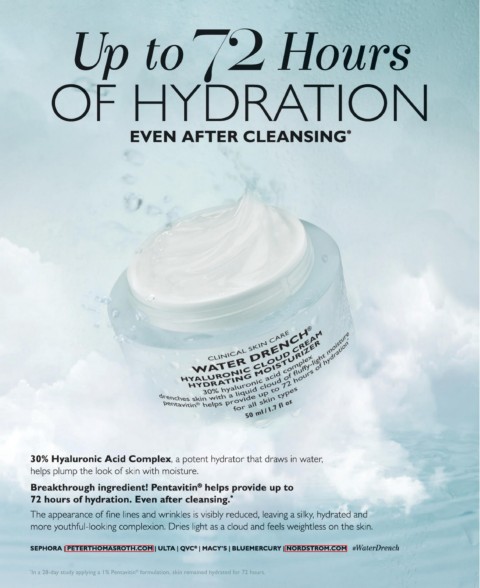 Up to 72 Hours
OF HYDRATION
EVEN AFTER CLEANSING*
CLINICAL SKIN CARE
WATER DRENCH®
HYALURONIC CLOUD CREAM
HYDRATING MOISTURIZER
30% hyaluronic acid complex
drenches skin with a liquid cloud of fluffy-light moisture
pentavitin® helps provide up to 72 hours of hydration
for all skin types
50 ml/1.7 fl oz
30% Hyaluronic Acid Complex, a potent hydrator that draws in water,
helps plump the look of skin with moisture.
Breakthrough ingredient! Pentavitin® helps provide up to
72 hours of hydration. Even after cleansing.*
The appearance of fine lines and wrinkles is visibly reduced, leaving a silky, hydrated and
more youthful-looking complexion. Dries light as a cloud and feels weightless on the skin.
SEPHORA | PETERTHOMASROTH.COM | ULTA | QVC® | MACY'S | BLUEMERCURY | NORDSTROM.COM #WaterDrench
*In a 28-day study applying a 1% Pentavitin® formulation, skin remained hydrated for 72 hours.